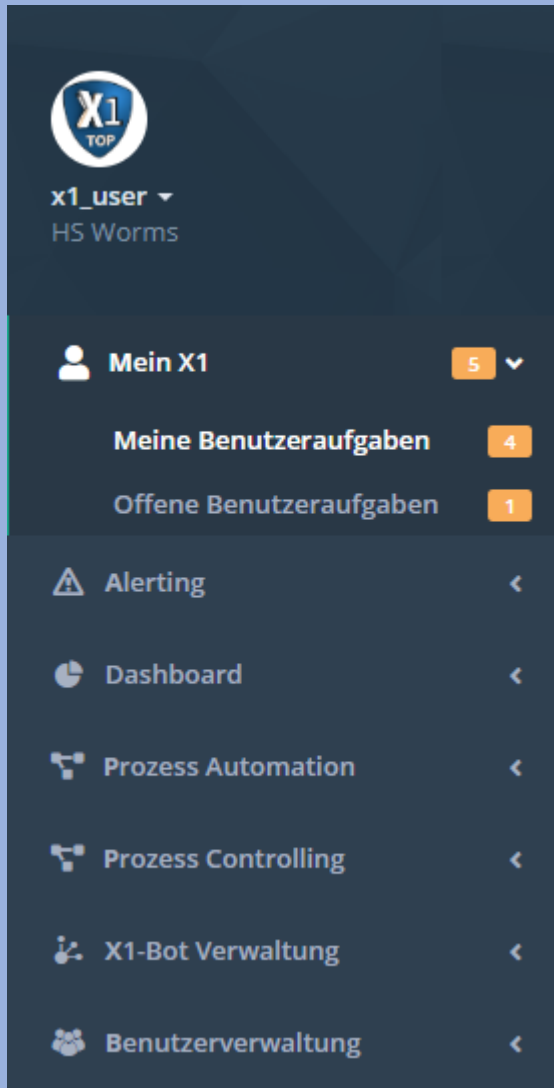 X1
TOP
x1_user
HS Worms
Mein X1 5
Meine Benutzeraufgaben 4
Offene Benutzeraufgaben 1
Alerting
Dashboard
Prozess Automation
Prozess Controlling
X1-Bot Verwaltung
Benutzerverwaltung